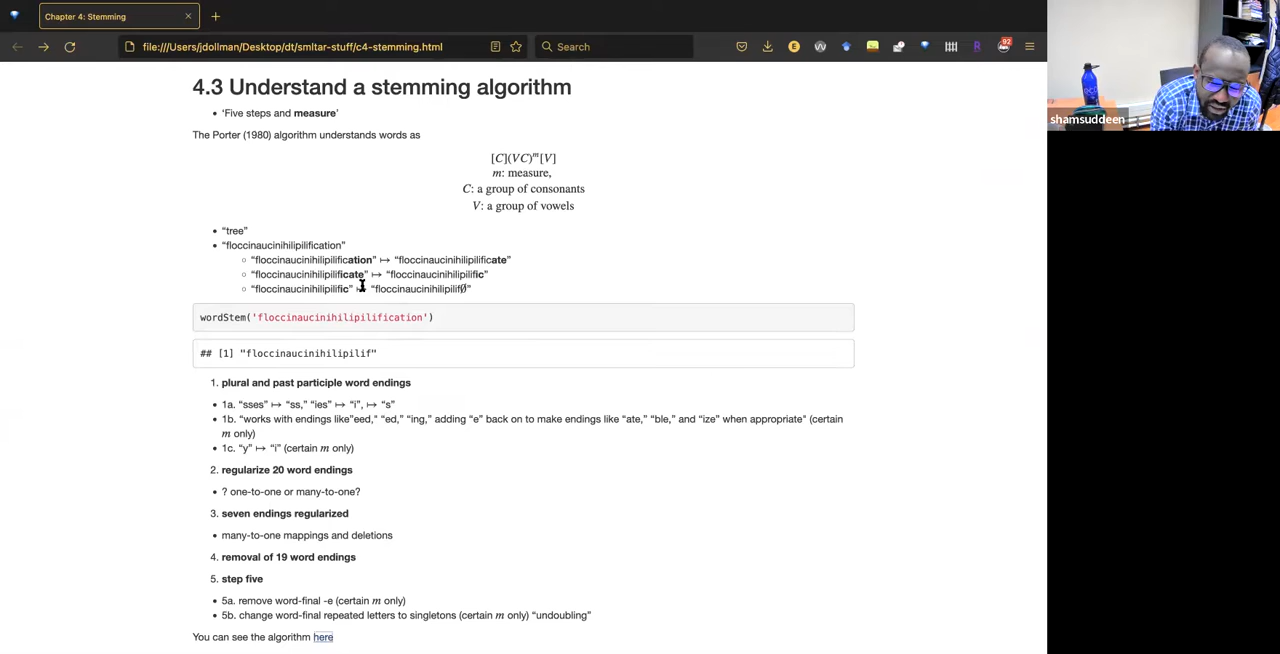 Chapter 4: Stemming
file:///Users/jdollman/Desktop/dt/smltar-stuff/c4-stemming.html
Search
E
R
92
4.3 Understand a stemming algorithm
• ‘Five steps and measure’
The Porter (1980) algorithm understands words as
[C](VC)ᵐ[V]
m: measure,
C: a group of consonants
V: a group of vowels
• “tree”
• “floccinaucinihilipilification”
○ “floccinaucinihilipilification” ↦ “floccinaucinihilipilificate”
○ “floccinaucinihilipilificate” ↦ “floccinaucinihilipilific”
○ “floccinaucinihilipilific” ↦ “floccinaucinihilipilif∅”
wordStem('floccinaucinihilipilification')
## [1] "floccinaucinihilipilif"
1. plural and past participle word endings
• 1a. “sses” ↦ “ss,” “ies” ↦ “i”, ↦ “s”
• 1b. “works with endings like”eed,“ “ed,” “ing,” adding “e” back on to make endings like “ate,” “ble,” and “ize” when appropriate" (certain
m only)
• 1c. “y” ↦ “i” (certain m only)
2. regularize 20 word endings
• ? one-to-one or many-to-one?
3. seven endings regularized
• many-to-one mappings and deletions
4. removal of 19 word endings
5. step five
• 5a. remove word-final -e (certain m only)
• 5b. change word-final repeated letters to singletons (certain m only) “undoubling”
You can see the algorithm here
shamsuddeen